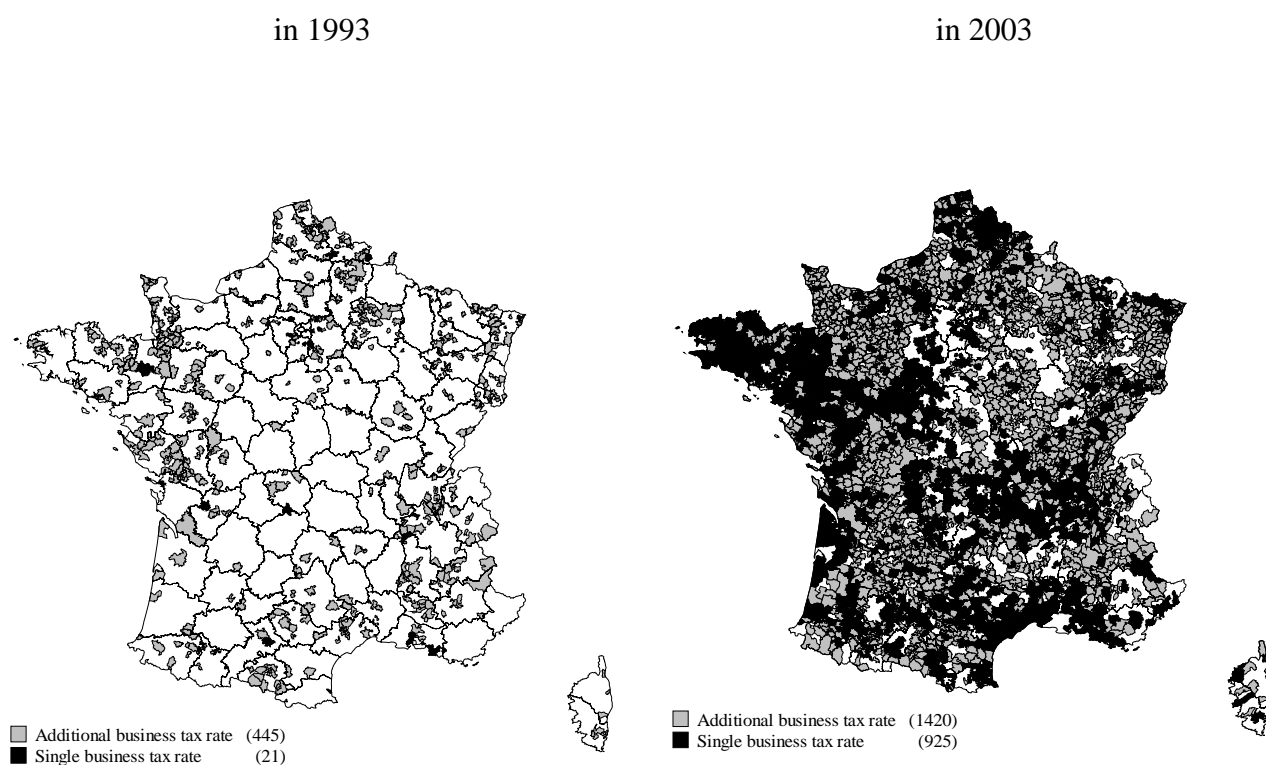 in 1993
in 2003
Additional business tax rate (445)
Single business tax rate (21)
Additional business tax rate (1420)
Single business tax rate (925)